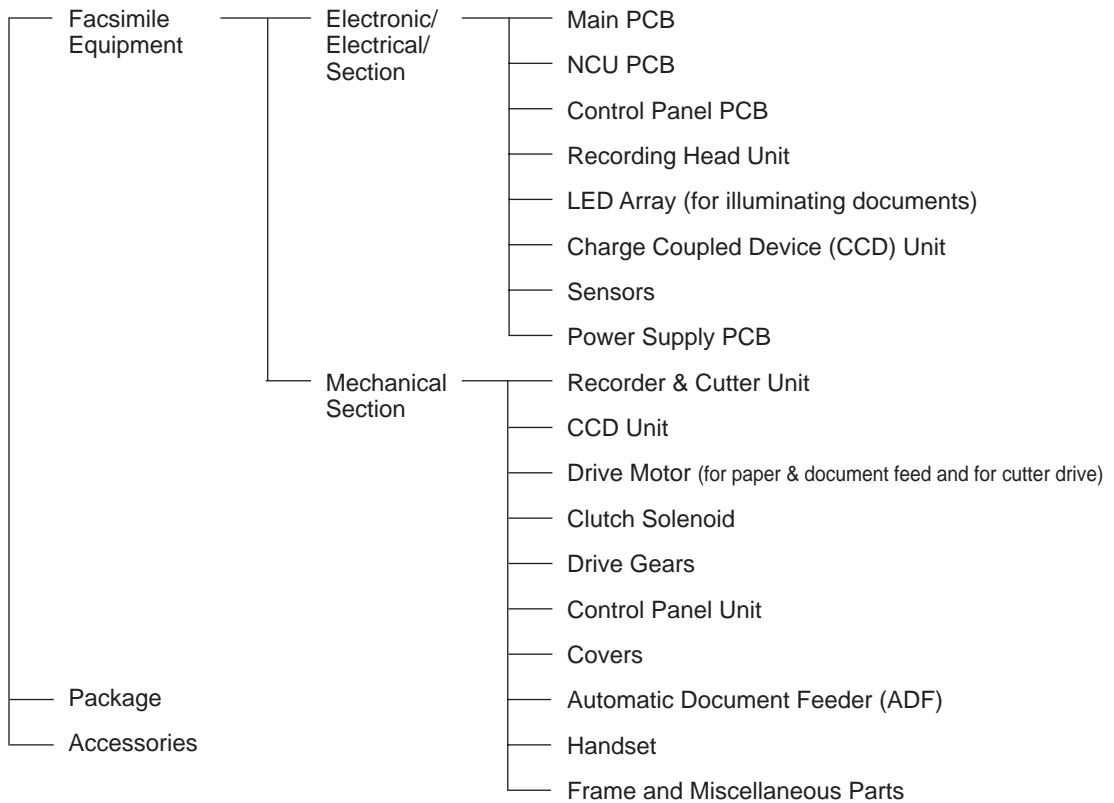 Facsimile
Equipment
Electronic/
Electrical/
Section
Main PCB
NCU PCB
Control Panel PCB
Recording Head Unit
LED Array (for illuminating documents)
Charge Coupled Device (CCD) Unit
Sensors
Power Supply PCB
Mechanical
Section
Recorder & Cutter Unit
CCD Unit
Drive Motor (for paper & document feed and for cutter drive)
Clutch Solenoid
Drive Gears
Control Panel Unit
Covers
Automatic Document Feeder (ADF)
Handset
Frame and Miscellaneous Parts
Package
Accessories